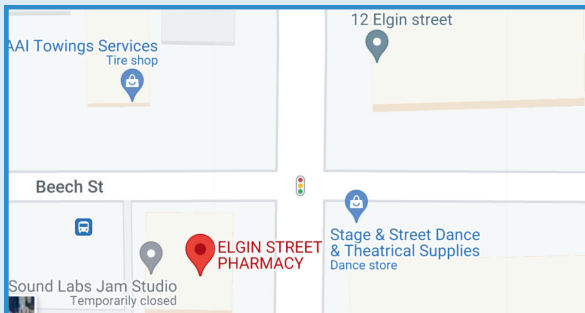 12 Elgin street
AAI Towings Services
Tire shop
Beech St
ELGIN STREET
PHARMACY
Stage & Street Dance
& Theatrical Supplies
Dance store
Sound Labs Jam Studio
Temporarily closed